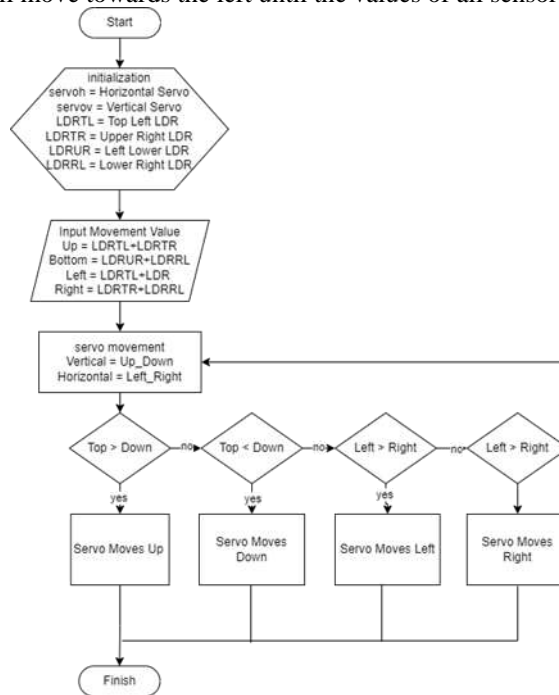 move towards the left until the values of all sensor
Start
initialization
servoh = Horizontal Servo
servov = Vertical Servo
LDRTL = Top Left LDR
LDRTR = Upper Right LDR
LDRUR = Left Lower LDR
LDRRL = Lower Right LDR
Input Movement Value
Up = LDRTL+LDRTR
Bottom = LDRUR+LDRRL
Left = LDRTL+LDR
Right = LDRTR+LDRRL
servo movement
Vertical = Up_Down
Horizontal = Left_Right
Top > Down
no
Top < Down
no
Left > Right
no
Left > Right
yes
yes
yes
Servo Moves Up
Servo Moves
Down
Servo Moves Left
Servo Moves
Right
Finish